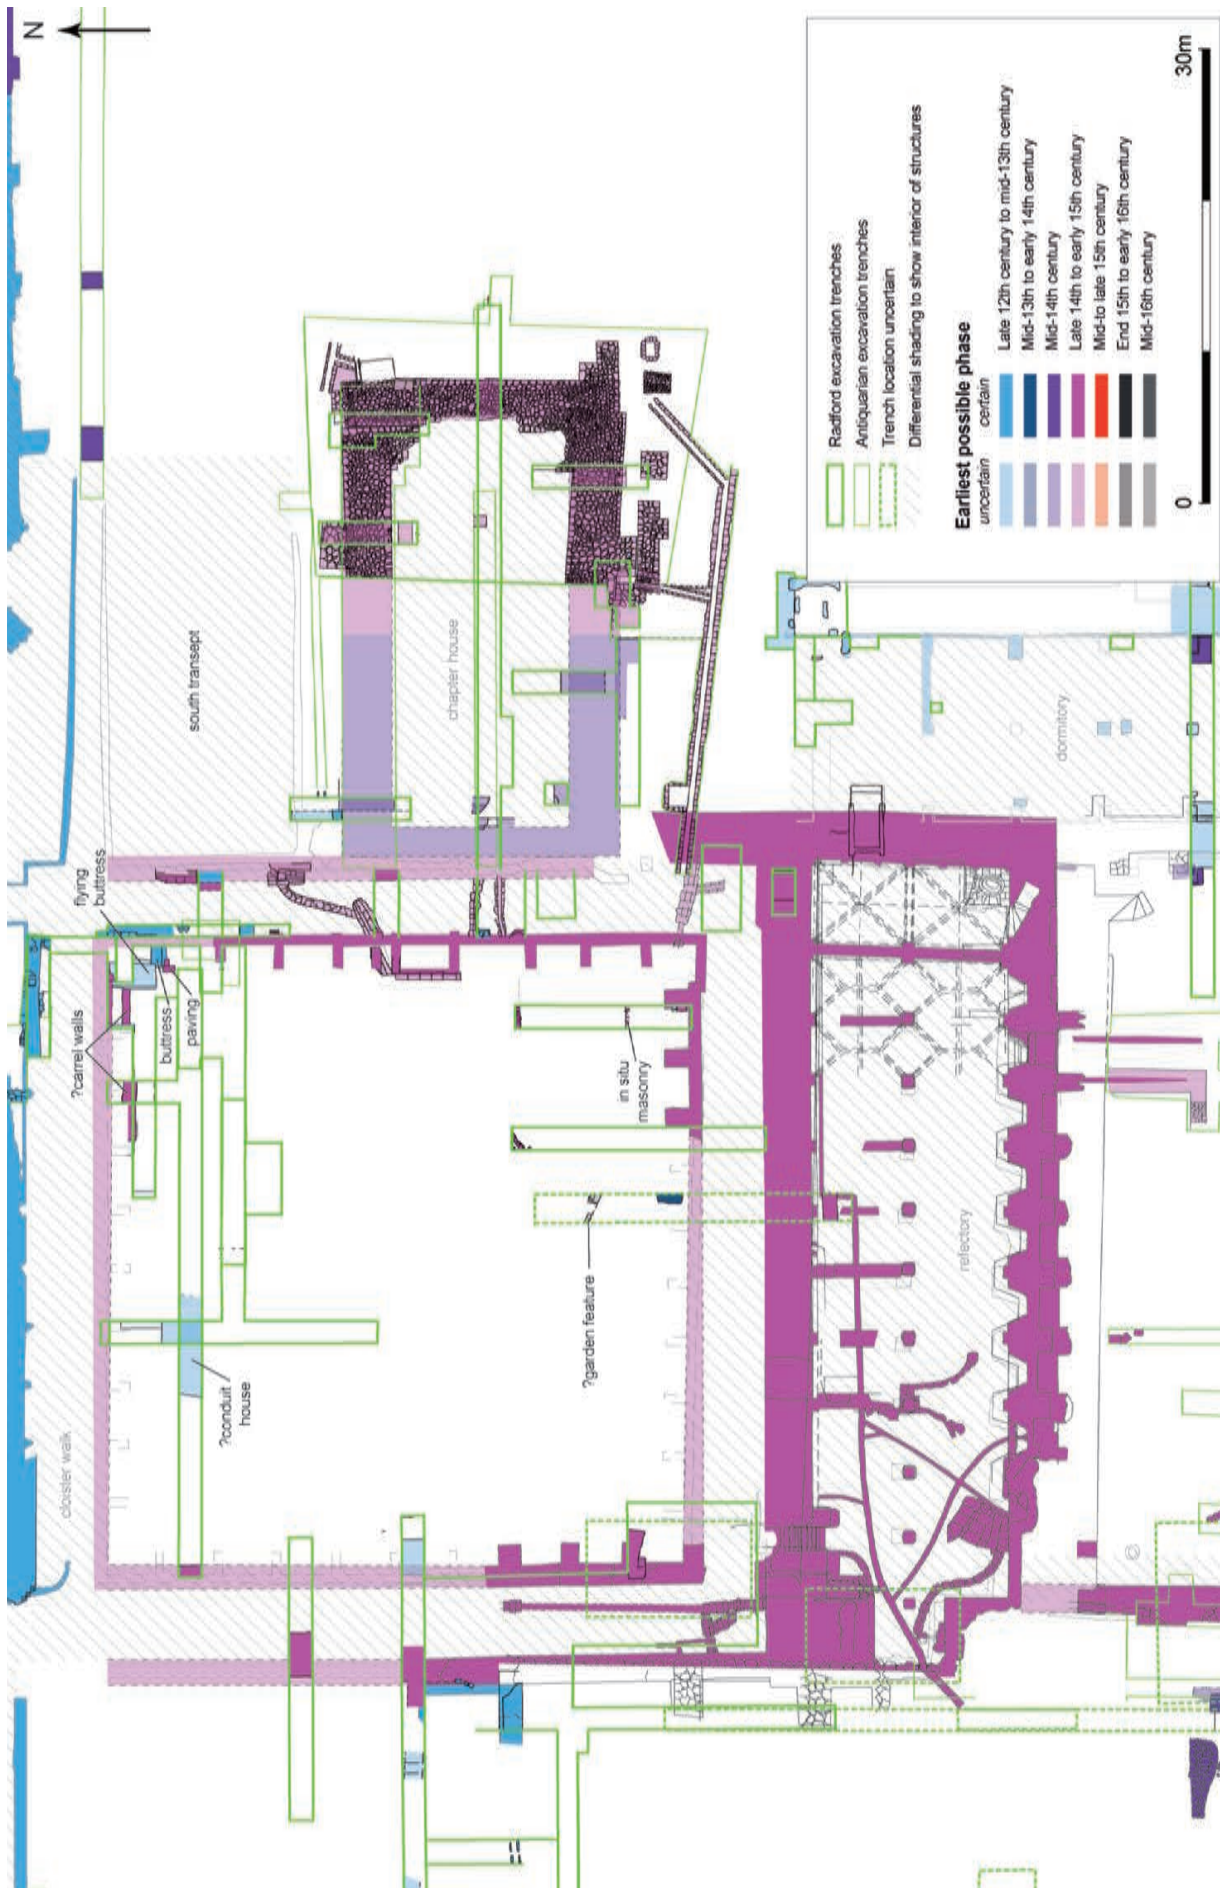 N
cloister walk
?carrel walls
flying
buttress
buttress
paving
south transept
?conduit
house
chapter house
in situ
masonry
?garden feature
refectory
dormitory
Radford excavation trenches
Antiquarian excavation trenches
Trench location uncertain
Differential shading to show interior of structures
Earliest possible phase
uncertain certain
Late 12th century to mid-13th century
Mid-13th to early 14th century
Mid-14th century
Late 14th to early 15th century
Mid-to late 15th century
End 15th to early 16th century
Mid-16th century
0 30m